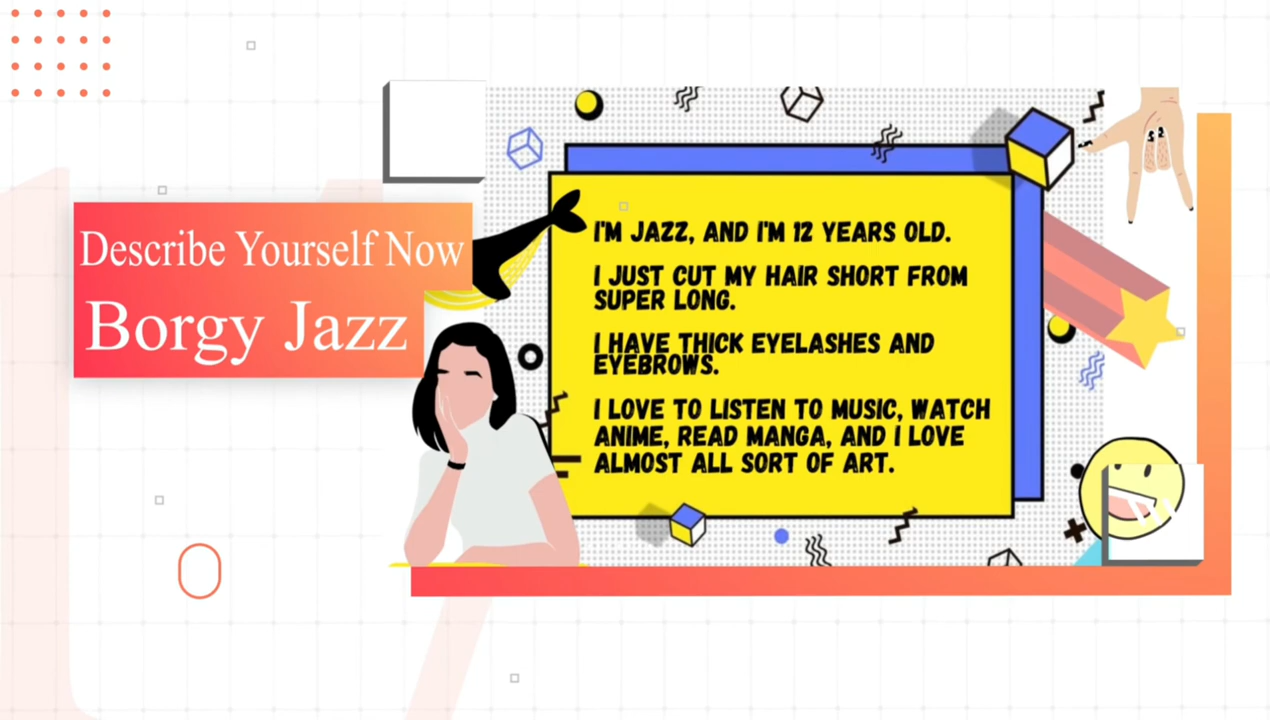 Describe Yourself Now
Borgy Jazz
I'M JAZZ, AND I'M 12 YEARS OLD.
I JUST CUT MY HAIR SHORT FROM
SUPER LONG.
I HAVE THICK EYELASHES AND
EYEBROWS.
I LOVE TO LISTEN TO MUSIC, WATCH
ANIME, READ MANGA, AND I LOVE
ALMOST ALL SORT OF ART.